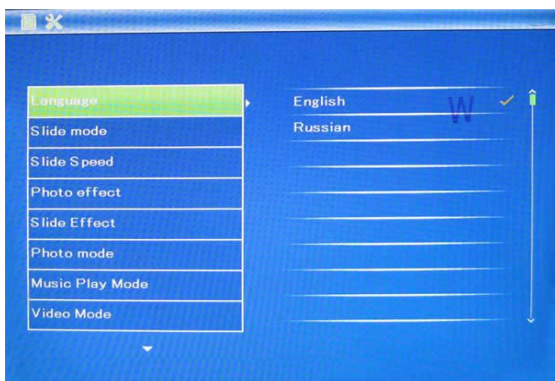 Language
Slide mode
Slide Speed
Photo effect
Slide Effect
Photo mode
Music Play Mode
Video Mode
English
Russian
W